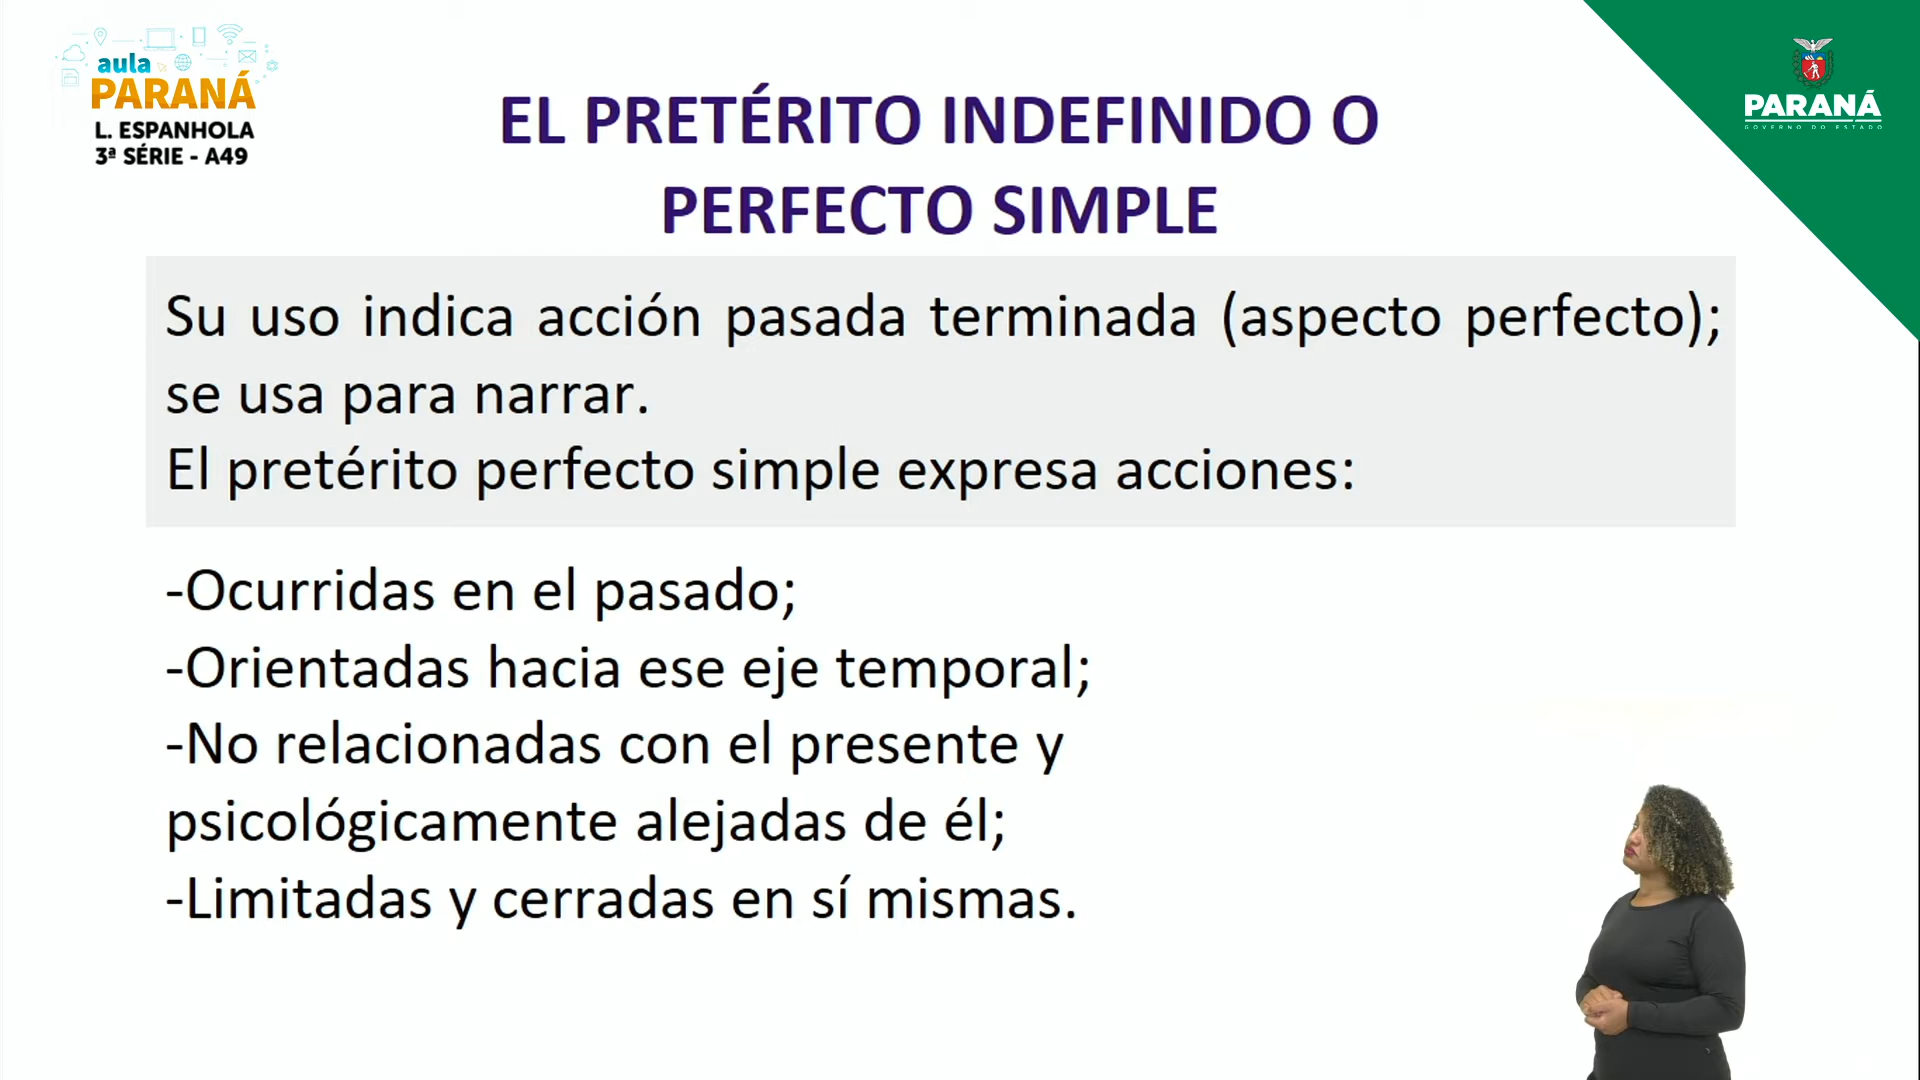 aula
PARANÁ
L. ESPANHOLA
3ª SÉRIE - A49
PARANÁ
GOVERNO DO ESTADO
EL PRETÉRITO INDEFINIDO O
PERFECTO SIMPLE
Su uso indica acción pasada terminada (aspecto perfecto);
se usa para narrar.
El pretérito perfecto simple expresa acciones:
-Ocurridas en el pasado;
-Orientadas hacia ese eje temporal;
-No relacionadas con el presente y
psicológicamente alejadas de él;
-Limitadas y cerradas en sí mismas.